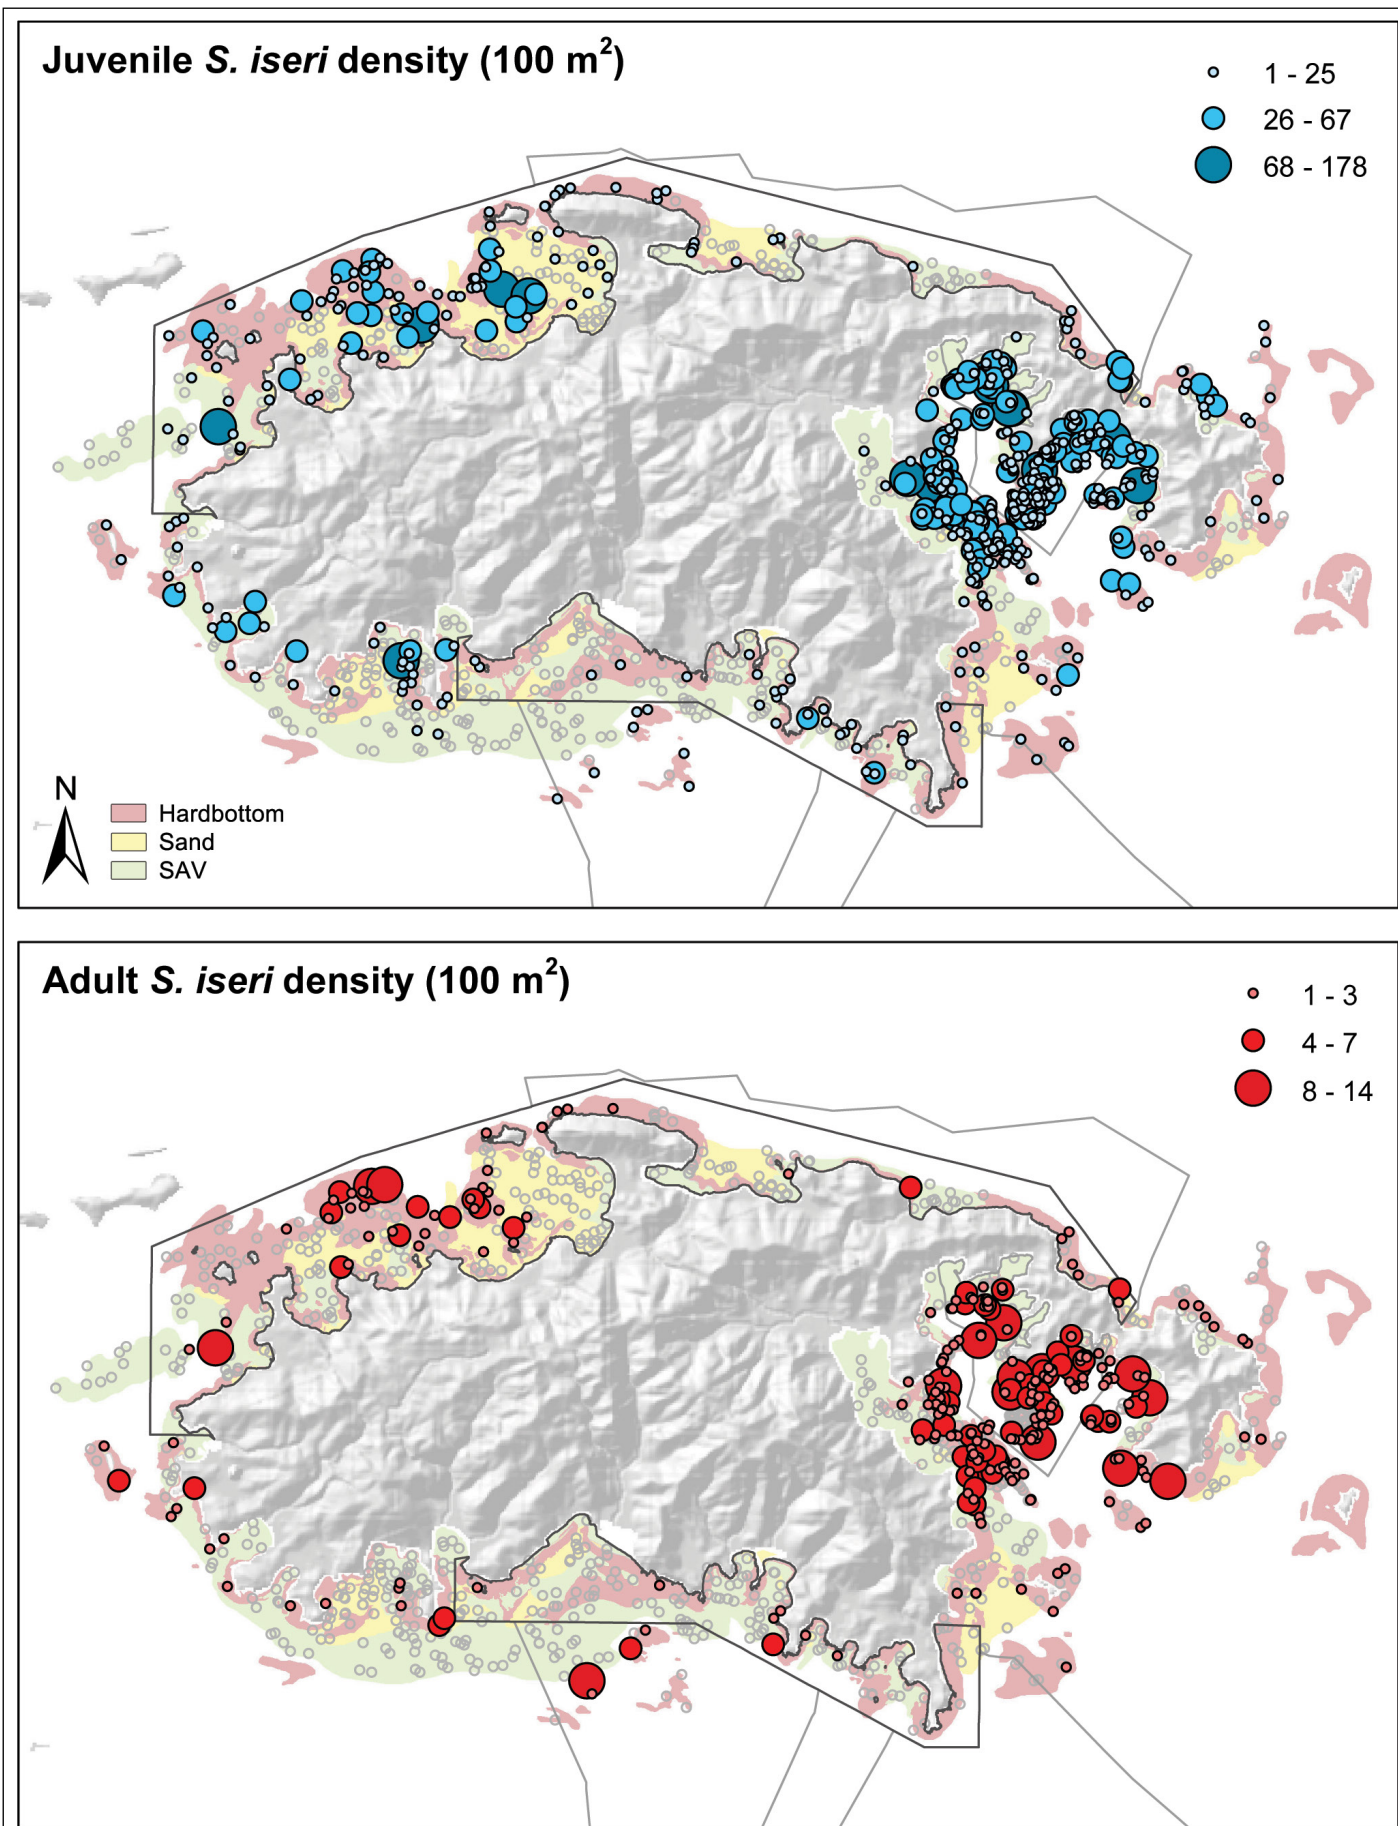 Juvenile S. iseri density (100 m²)
1 - 25
26 - 67
68 - 178
N
Hardbottom
Sand
SAV
Adult S. iseri density (100 m²)
1 - 3
4 - 7
8 - 14